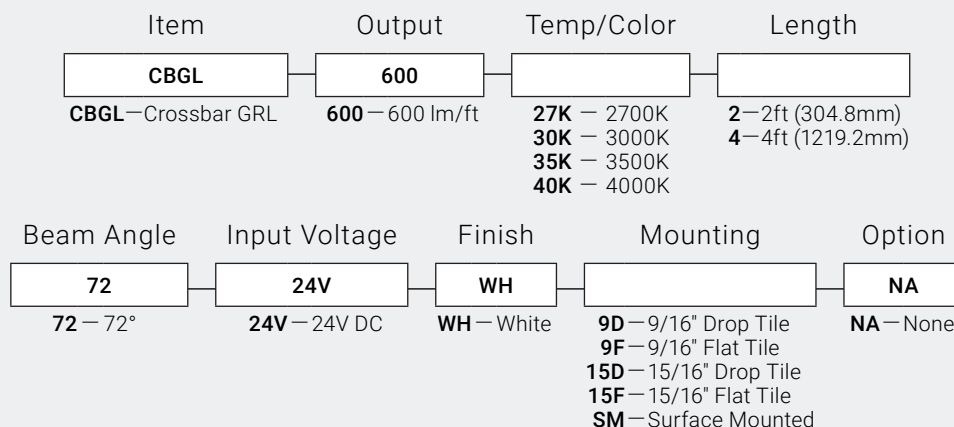 Item Output Temp/Color Length
CBGL 600
CBGL—Crossbar GRL 600—600 lm/ft 27K — 2700K 2—2ft (304.8mm)
30K — 3000K 4—4ft (1219.2mm)
35K — 3500K
40K — 4000K
Beam Angle Input Voltage Finish Mounting Option
72 24V WH NA
72—72° 24V—24V DC WH—White 9D—9/16" Drop Tile NA—None
9F—9/16" Flat Tile
15D—15/16" Drop Tile
15F—15/16" Flat Tile
SM—Surface Mounted